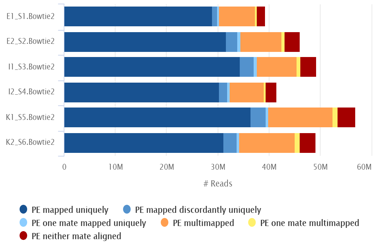 E1_S1.Bowtie2
E2_S2.Bowtie2
I1_S3.Bowtie2
I2_S4.Bowtie2
K1_S5.Bowtie2
K2_S6.Bowtie2
0 10M 20M 30M 40M 50M 60M
# Reads
PE mapped uniquely PE mapped discordantly uniquely
PE one mate mapped uniquely PE multimapped PE one mate multimapped
PE neither mate aligned